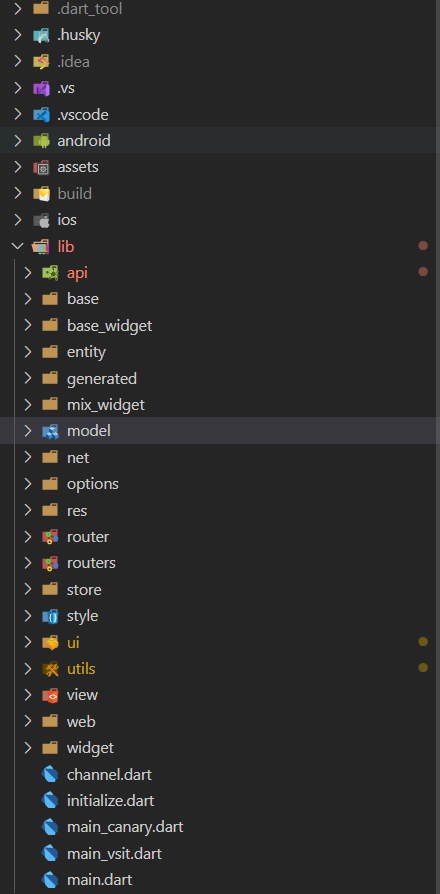 .dart_tool
.husky
.idea
.vs
.vscode
android
assets
build
ios
lib
api
base
base_widget
entity
generated
mix_widget
model
net
options
res
router
routers
store
style
ui
utils
view
web
widget
channel.dart
initialize.dart
main_canary.dart
main_vsit.dart
main.dart